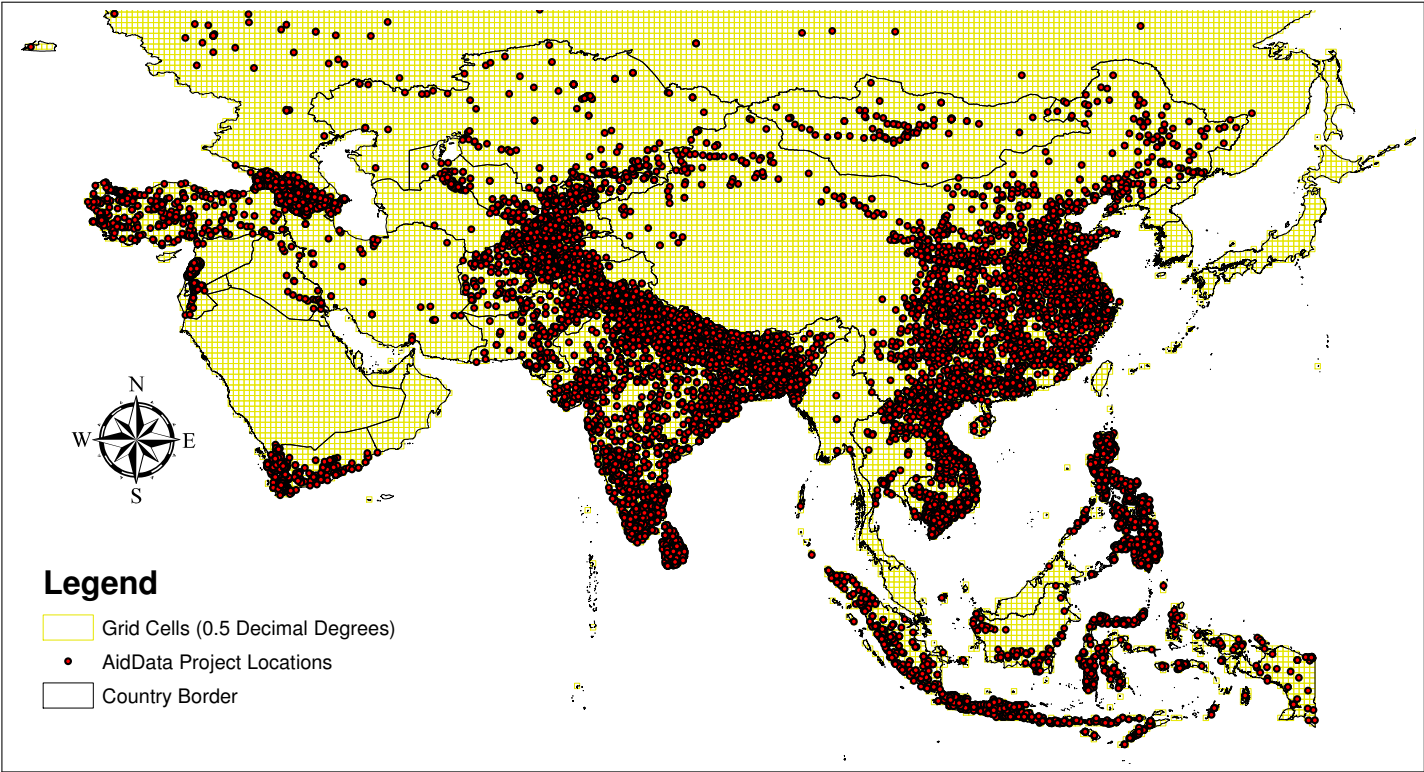 N
W E
S
Legend
Grid Cells (0.5 Decimal Degrees)
AidData Project Locations
Country Border